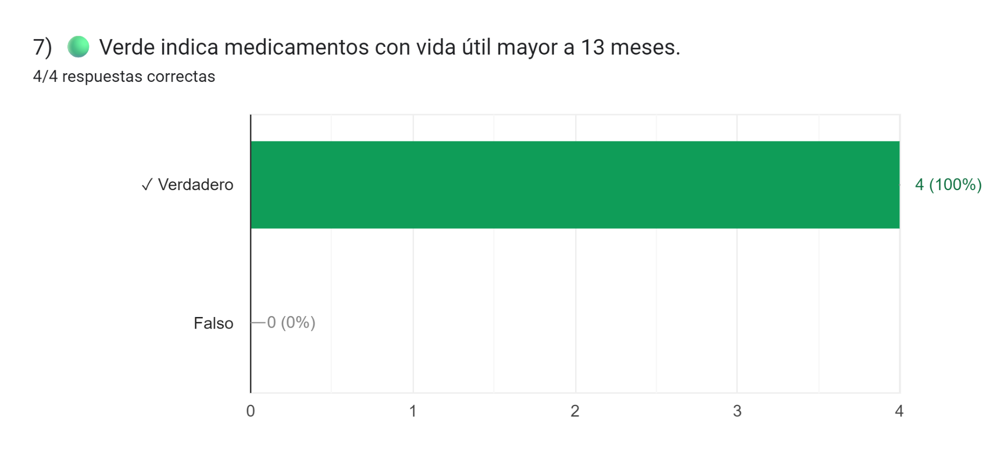 7) 🟢 Verde indica medicamentos con vida útil mayor a 13 meses.
4/4 respuestas correctas
✓ Verdadero
4 (100%)
Falso
0 (0%)
0 1 2 3 4